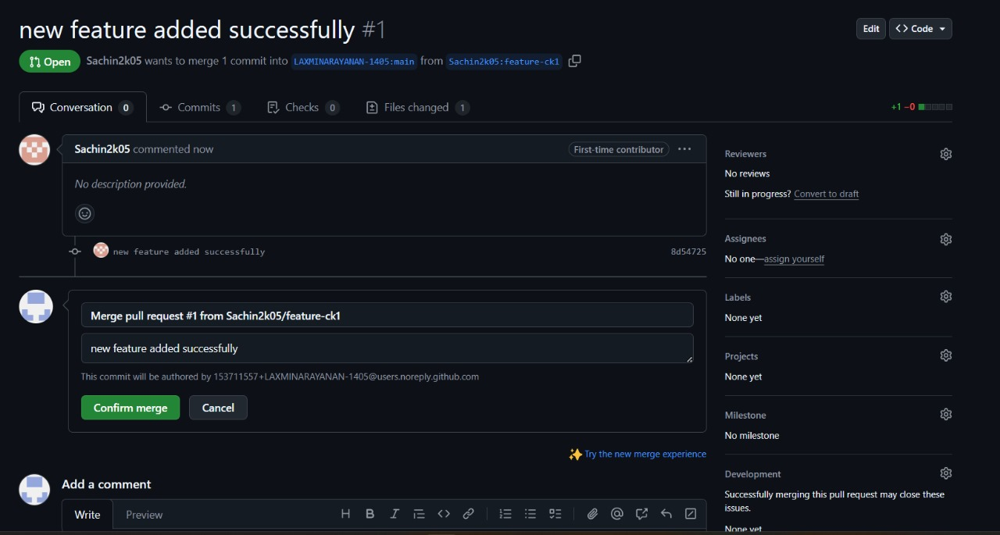 new feature added successfully #1
Edit
<> Code
Open
Sachin2k05 wants to merge 1 commit into LAXMINARAYANAN-1405:main from Sachin2k05:feature-ck1
Conversation 0
Commits 1
Checks 0
Files changed 1
+1 −0
Sachin2k05 commented now
First-time contributor
No description provided.
new feature added successfully
8d54725
Merge pull request #1 from Sachin2k05/feature-ck1
new feature added successfully
This commit will be authored by 153711557+LAXMINARAYANAN-1405@users.noreply.github.com
Confirm merge
Cancel
Try the new merge experience
Add a comment
Write
Preview
Reviewers
No reviews
Still in progress? Convert to draft
Assignees
No one—assign yourself
Labels
None yet
Projects
None yet
Milestone
No milestone
Development
Successfully merging this pull request may close these
issues.
None yet